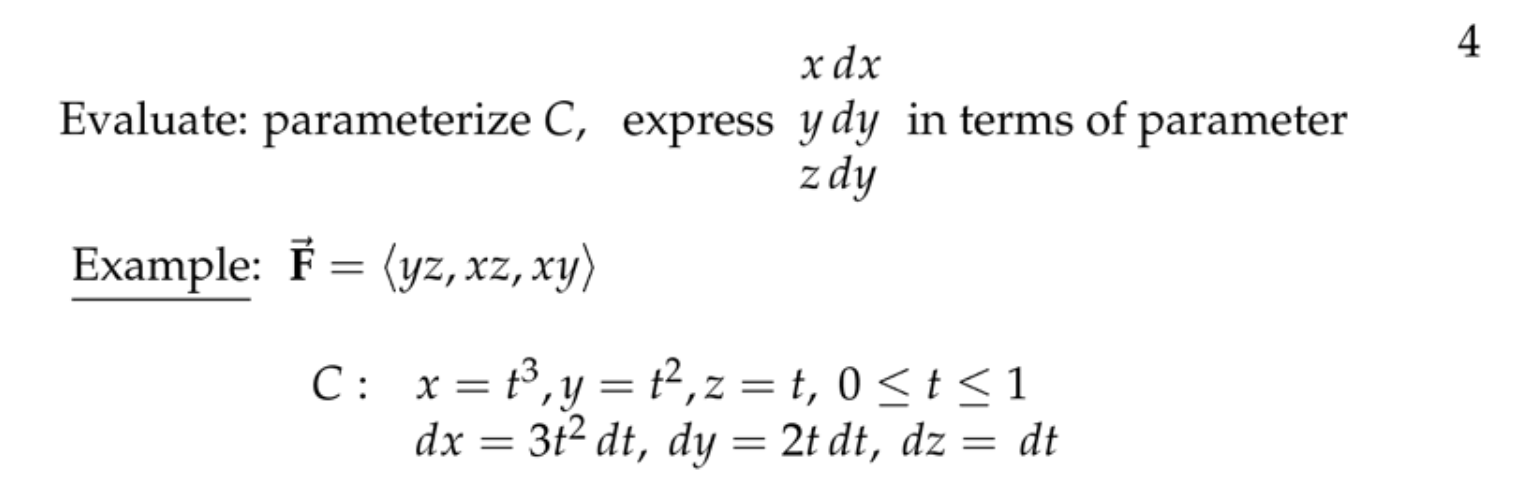 4
x dx
Evaluate: parameterize C, express y dy in terms of parameter
z dy
Example: F⃗ = ⟨yz, xz, xy⟩
C : x = t³, y = t², z = t, 0 ≤ t ≤ 1
dx = 3t² dt, dy = 2t dt, dz = dt